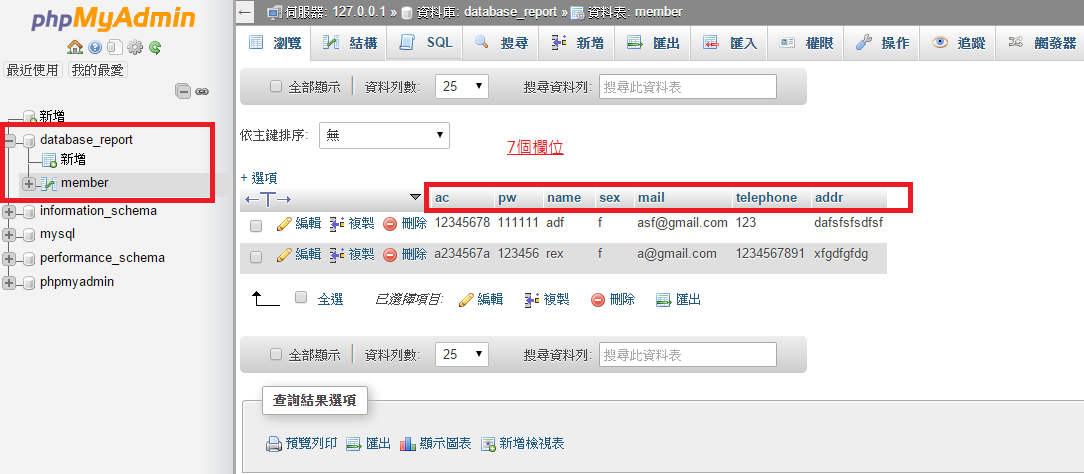 phpMyAdmin
最近使用 我的最愛
新增
database_report
新增
member
information_schema
mysql
performance_schema
phpmyadmin
伺服器: 127.0.0.1 » 資料庫: database_report » 資料表: member
瀏覽 結構 SQL 搜尋 新增 匯出 匯入 權限 操作 追蹤 觸發器
全部顯示 資料列數: 25 搜尋資料列: 搜尋此資料表
依主鍵排序: 無
7個欄位
+ 選項
←T→ ac pw name sex mail telephone addr
編輯 複製 刪除 12345678 111111 adf f asf@gmail.com 123 dafsfsfsdfsf
編輯 複製 刪除 a234567a 123456 rex f a@gmail.com 1234567891 xfgdfgfdg
全選 已選擇項目: 編輯 複製 刪除 匯出
全部顯示 資料列數: 25 搜尋資料列: 搜尋此資料表
查詢結果選項
預覽列印 匯出 顯示圖表 新增檢視表